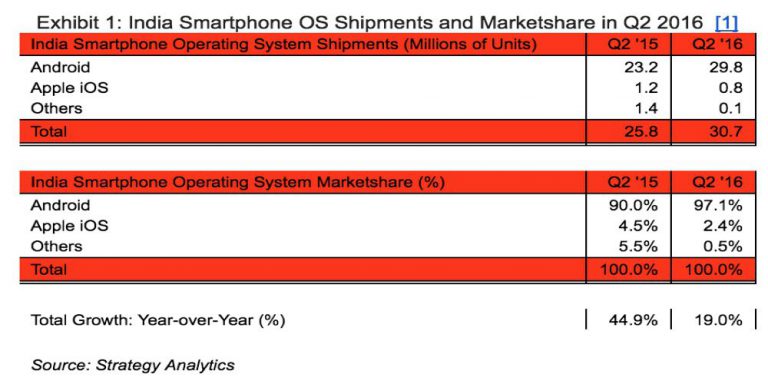 Exhibit 1: India Smartphone OS Shipments and Marketshare in Q2 2016 [1]
India Smartphone Operating System Shipments (Millions of Units) Q2 '15 Q2 '16
Android 23.2 29.8
Apple iOS 1.2 0.8
Others 1.4 0.1
Total 25.8 30.7
India Smartphone Operating System Marketshare (%) Q2 '15 Q2 '16
Android 90.0% 97.1%
Apple iOS 4.5% 2.4%
Others 5.5% 0.5%
Total 100.0% 100.0%
Total Growth: Year-over-Year (%) 44.9% 19.0%
Source: Strategy Analytics